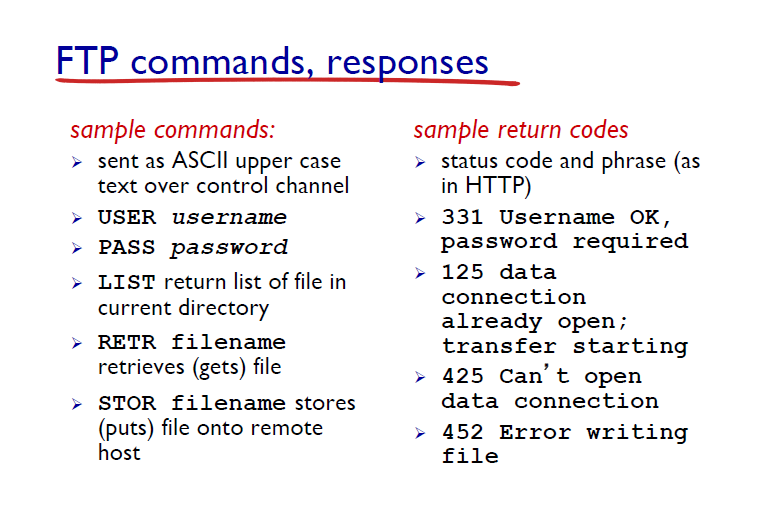 FTP commands, responses
sample commands:
sent as ASCII upper case
text over control channel
USER username
PASS password
LIST return list of file in
current directory
RETR filename
retrieves (gets) file
STOR filename stores
(puts) file onto remote
host
sample return codes
status code and phrase (as
in HTTP)
331 Username OK,
password required
125 data
connection
already open;
transfer starting
425 Can’t open
data connection
452 Error writing
file